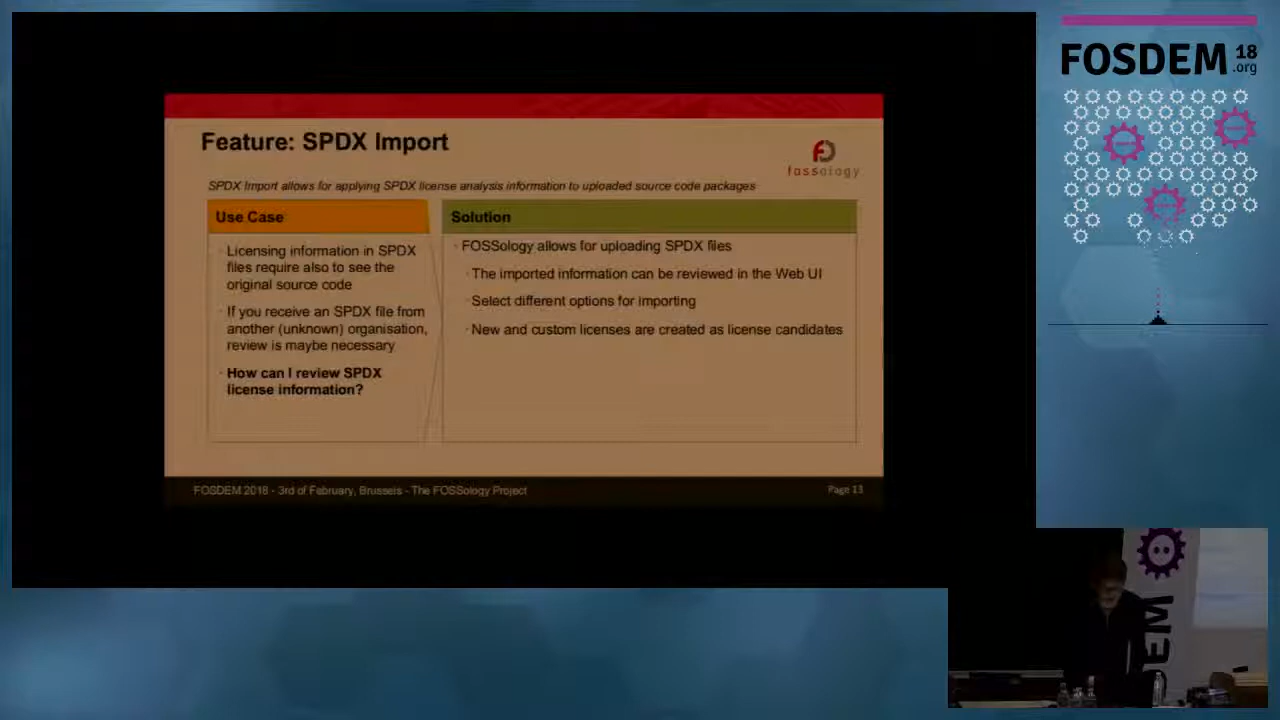 FOSDEM 18
.org
Feature: SPDX Import
fossology
SPDX Import allows for applying SPDX license analysis information to uploaded source code packages
Use Case
Licensing information in SPDX
files require also to see the
original source code
If you receive an SPDX file from
another (unknown) organisation,
review is maybe necessary
How can I review SPDX
license information?
Solution
FOSSology allows for uploading SPDX files
The imported information can be reviewed in the Web UI
Select different options for importing
New and custom licenses are created as license candidates
FOSDEM 2018 - 3rd of February, Brussels - The FOSSology Project
Page 13
DEM